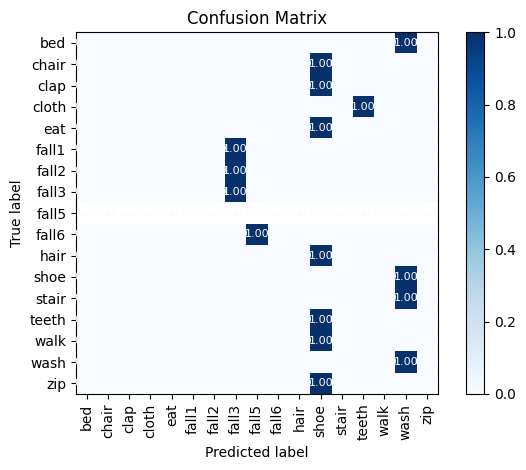 Confusion Matrix
True label
bed 1.00
chair 1.00
clap 1.00
cloth 1.00
eat 1.00
fall1 1.00
fall2 1.00
fall3 1.00
fall5
fall6 1.00
hair 1.00
shoe 1.00
stair 1.00
teeth 1.00
walk 1.00
wash 1.00
zip 1.00
bed chair clap cloth eat fall1 fall2 fall3 fall5 fall6 hair shoe stair teeth walk wash zip
Predicted label
1.0
0.8
0.6
0.4
0.2
0.0